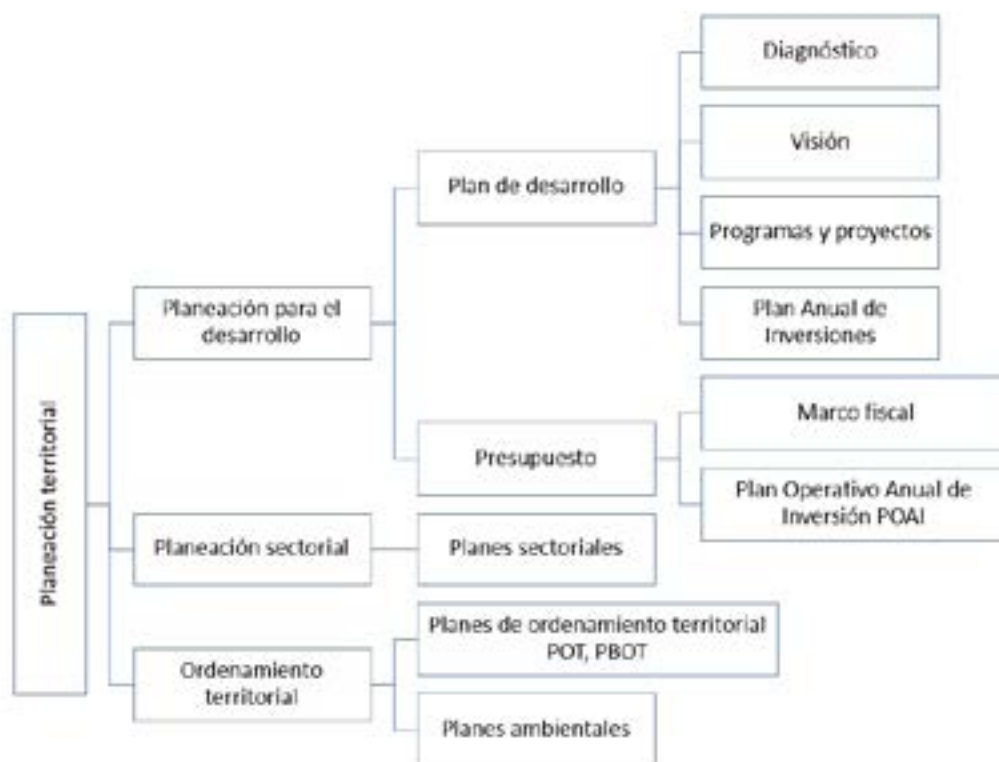 Planeación territorial
Planeación para el
desarrollo
Plan de desarrollo
Diagnóstico
Visión
Programas y proyectos
Plan Anual de
Inversiones
Presupuesto
Marco fiscal
Plan Operativo Anual de
Inversión POAI
Planeación sectorial
Planes sectoriales
Ordenamiento
territorial
Planes de ordenamiento territorial
POT, PBOT
Planes ambientales